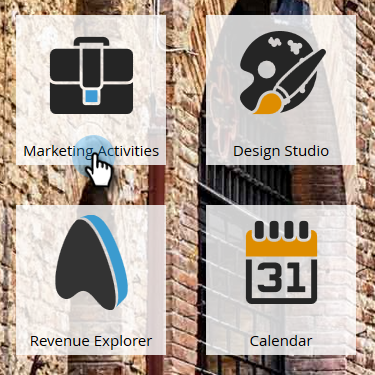 Marketing Activities
Design Studio
Revenue Explorer
31
Calendar